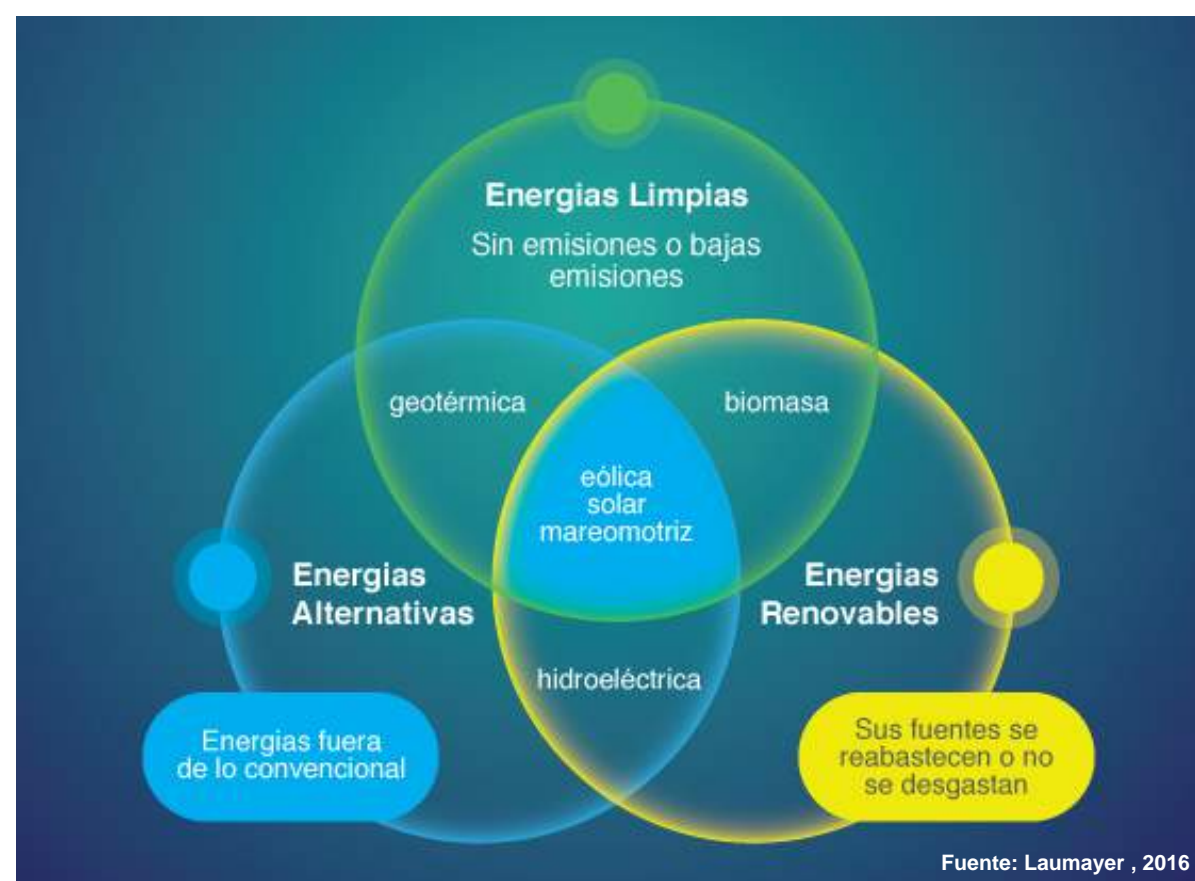 Energias Limpias
Sin emisiones o bajas
emisiones
geotérmica
biomasa
eólica
solar
mareomotriz
Energias
Alternativas
Energias
Renovables
hidroeléctrica
Energias fuera
de lo convencional
Sus fuentes se
reabastecen o no
se desgastan
Fuente: Laumayer , 2016